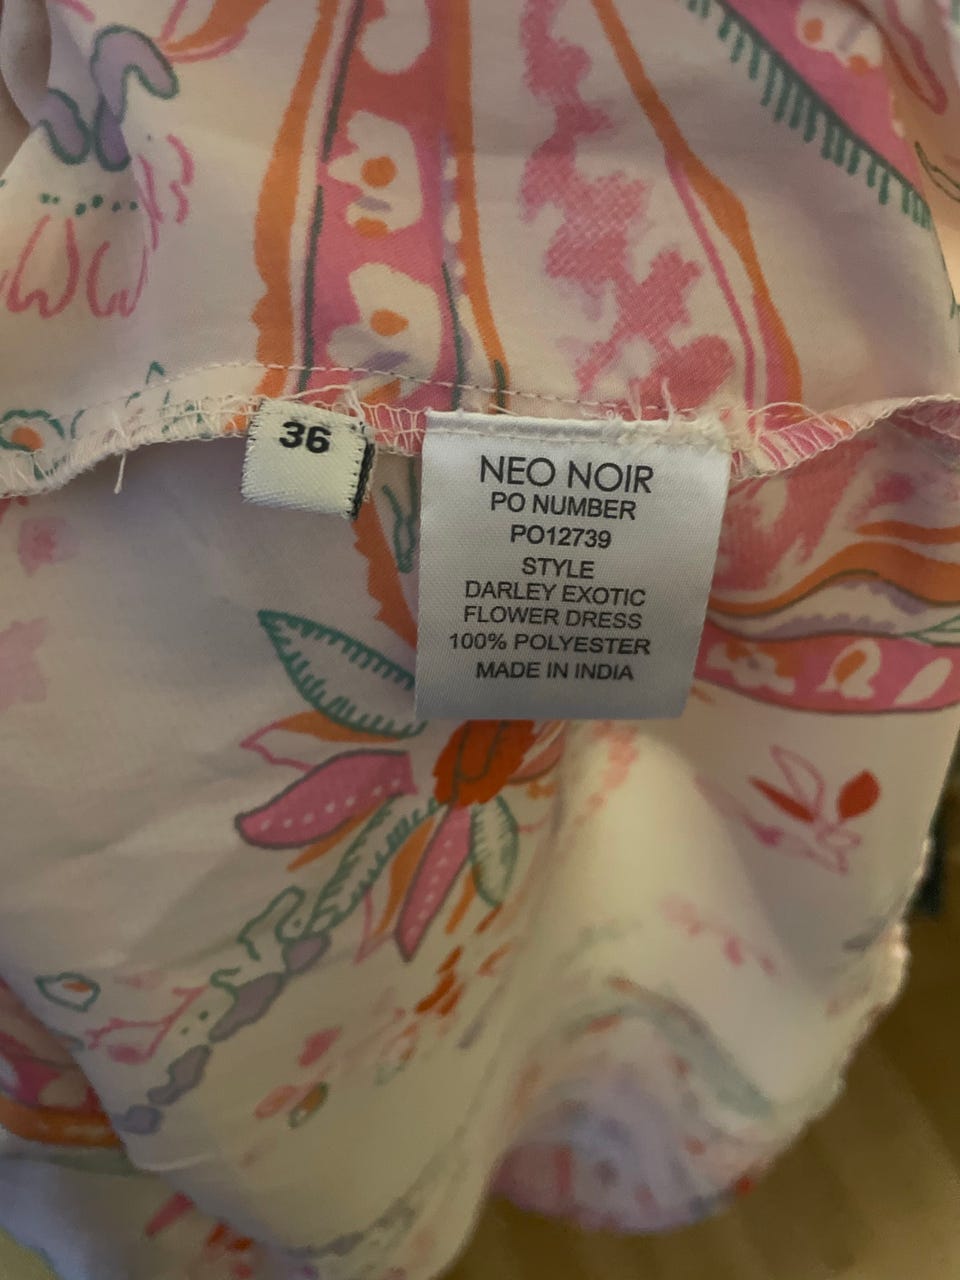 36
NEO NOIR
PO NUMBER
PO12739
STYLE
DARLEY EXOTIC
FLOWER DRESS
100% POLYESTER
MADE IN INDIA